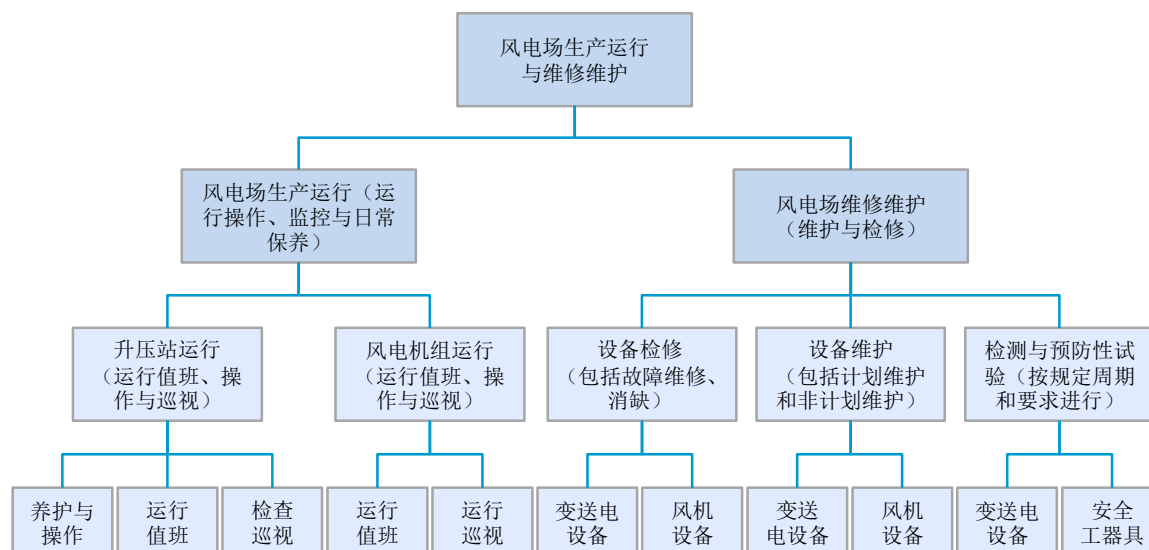 风电场生产运行
与维修维护
风电场生产运行（运
行操作、监控与日常
保养）
风电场维修维护
（维护与检修）
升压站运行
（运行值班、操
作与巡视）
风电机组运行
（运行值班、操
作与巡视）
设备检修
（包括故障维修、
消缺）
设备维护
（包括计划维护
和非计划维护）
检测与预防性试
验（按规定周期
和要求进行）
养护与
操作
运行
值班
检查
巡视
运行
值班
运行
巡视
变送电
设备
风机
设备
变送
电设备
风机
设备
变送电
设备
安全
工器具